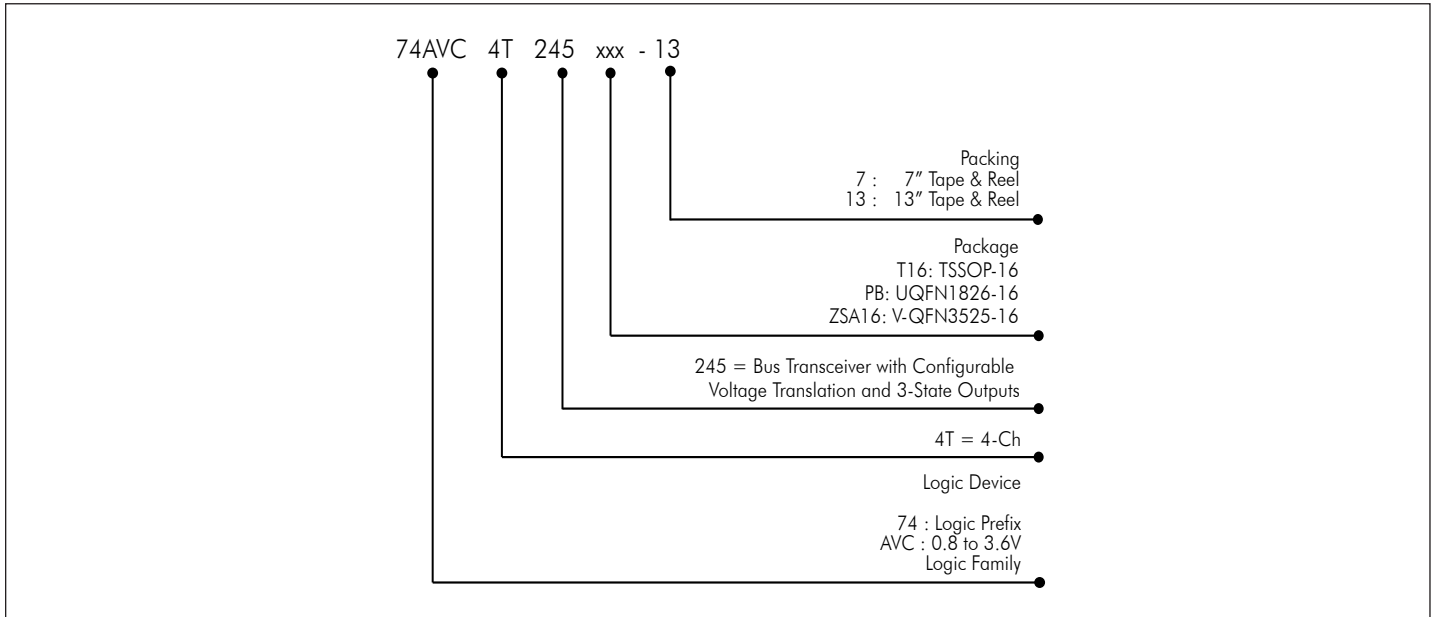 74AVC 4T 245 xxx - 13
Packing
7 : 7” Tape & Reel
13 : 13” Tape & Reel
Package
T16: TSSOP-16
PB: UQFN1826-16
ZSA16: V-QFN3525-16
245 = Bus Transceiver with Configurable
Voltage Translation and 3-State Outputs
4T = 4-Ch
Logic Device
74 : Logic Prefix
AVC : 0.8 to 3.6V
Logic Family